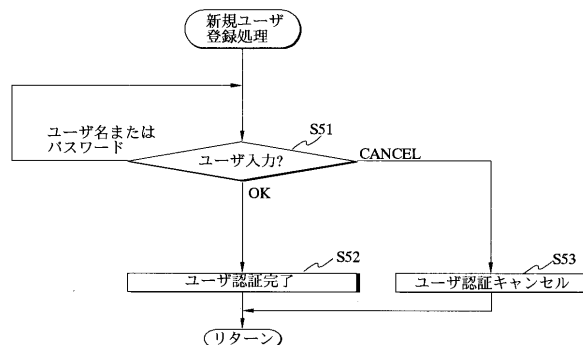 新規ユーザ
登録処理
ユーザ名または
パスワード
S51
ユーザ入力?
CANCEL
OK
S52
ユーザ認証完了
S53
ユーザ認証キャンセル
リターン